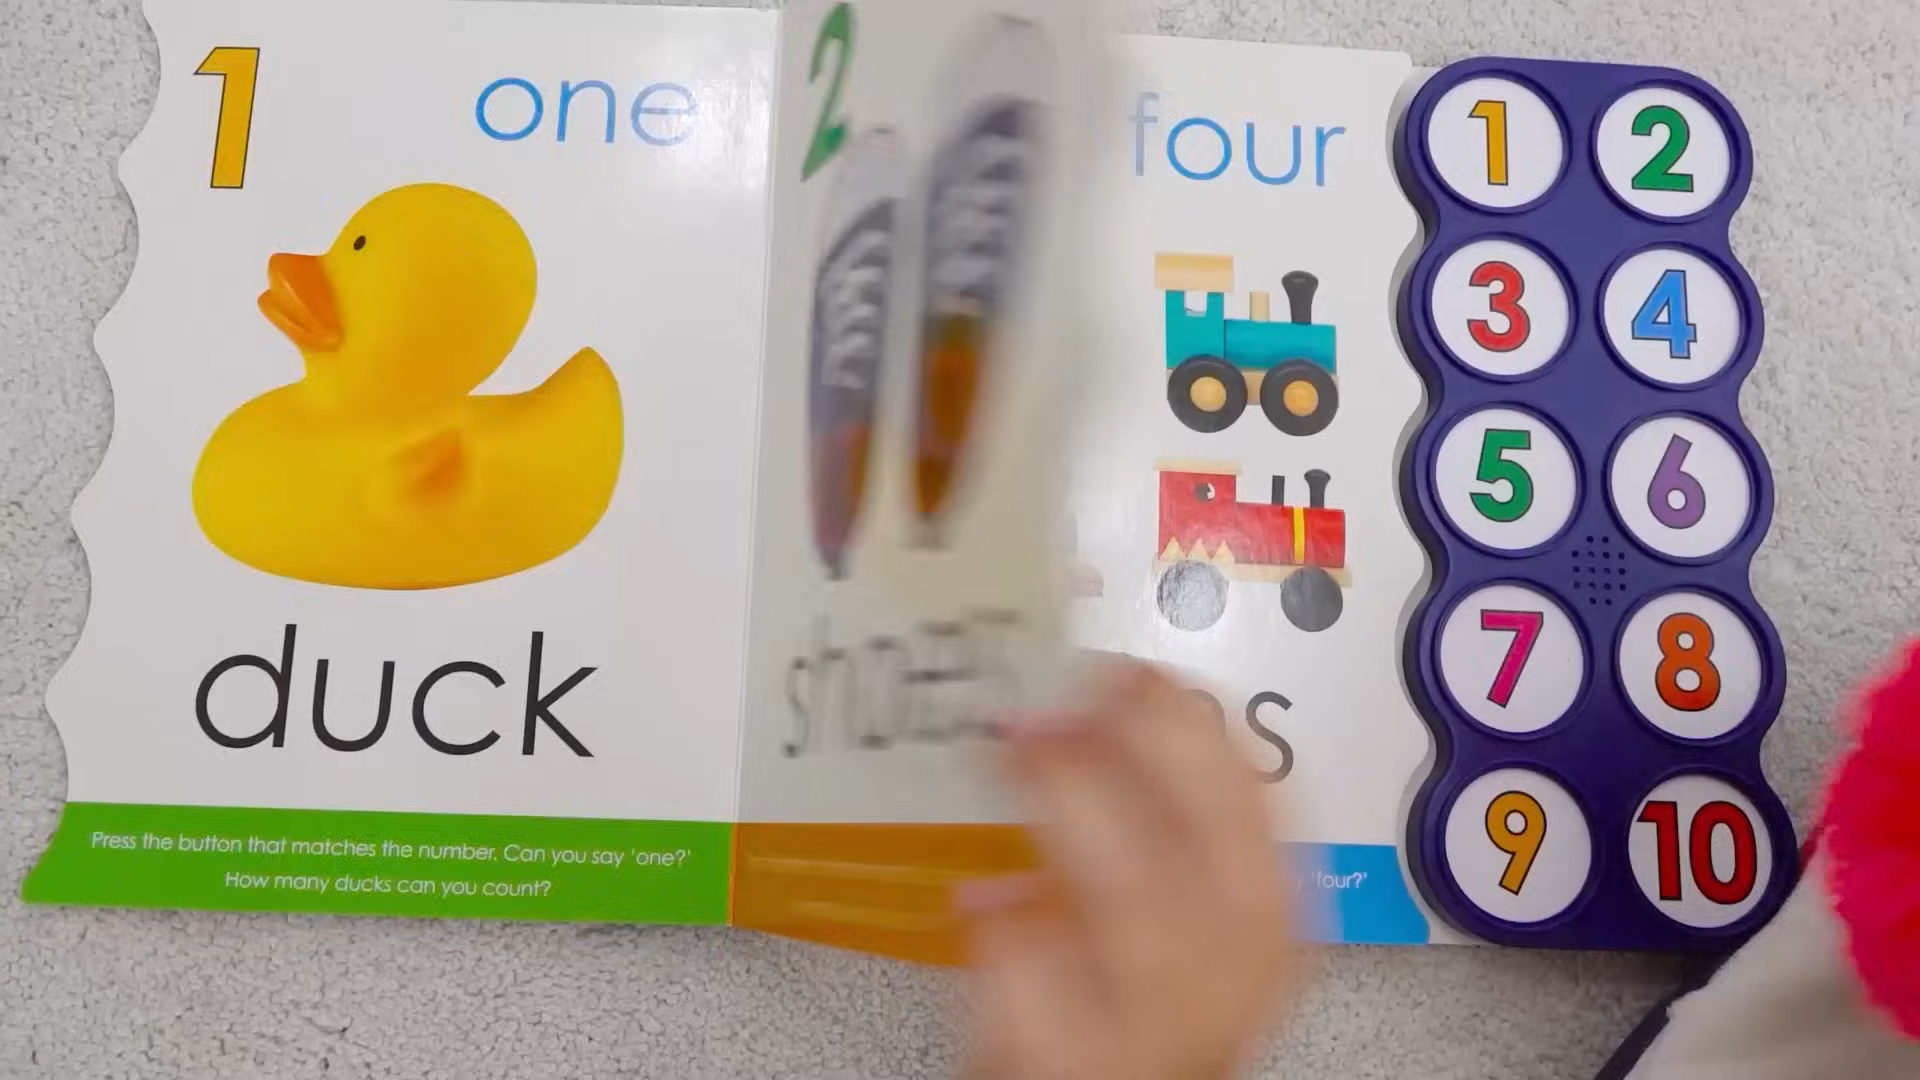 1
one
duck
Press the button that matches the number. Can you say 'one?'
How many ducks can you count?
2
four
'four?'
1
2
3
4
5
6
7
8
9
10